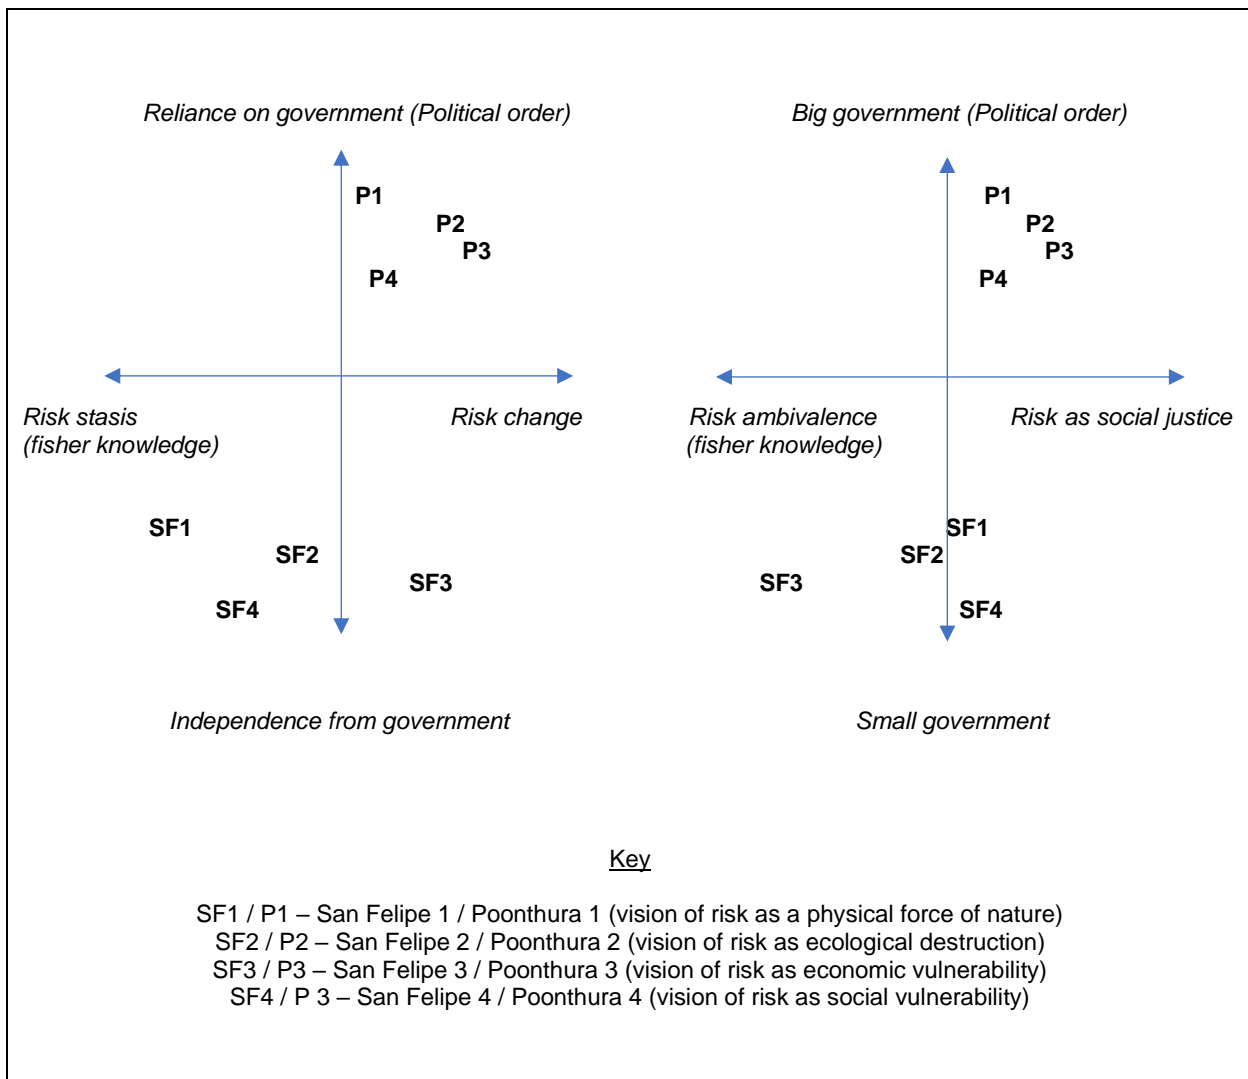 Reliance on government (Political order)
P1
P2
P3
P4
Risk stasis
(fisher knowledge)
Risk change
SF1
SF2
SF3
SF4
Independence from government
Big government (Political order)
P1
P2
P3
P4
Risk ambivalence
(fisher knowledge)
Risk as social justice
SF1
SF2
SF3
SF4
Small government
Key
SF1 / P1 – San Felipe 1 / Poonthura 1 (vision of risk as a physical force of nature)
SF2 / P2 – San Felipe 2 / Poonthura 2 (vision of risk as ecological destruction)
SF3 / P3 – San Felipe 3 / Poonthura 3 (vision of risk as economic vulnerability)
SF4 / P 3 – San Felipe 4 / Poonthura 4 (vision of risk as social vulnerability)